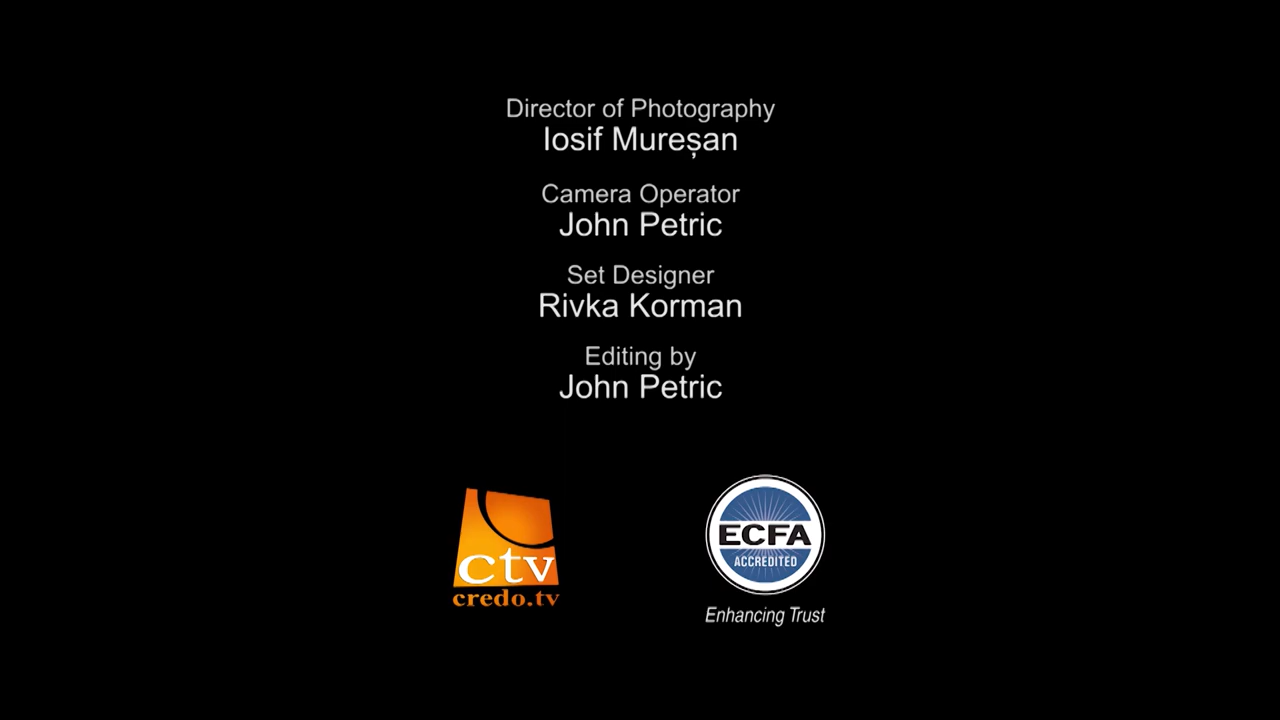 Director of Photography
Iosif Mureșan
Camera Operator
John Petric
Set Designer
Rivka Korman
Editing by
John Petric
ctv
credo.tv
ECFA
ACCREDITED
Enhancing Trust